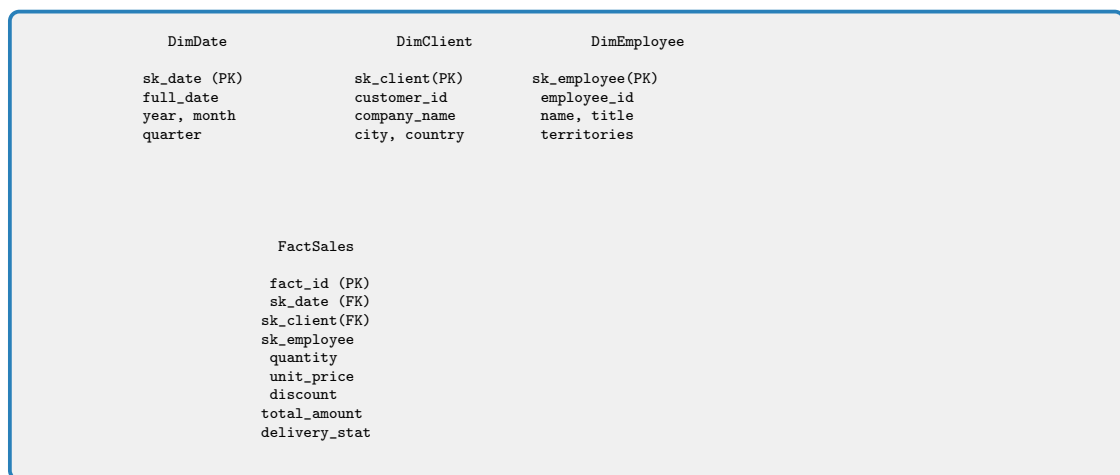 DimDate DimClient DimEmployee
sk_date (PK) sk_client(PK) sk_employee(PK)
full_date customer_id employee_id
year, month company_name name, title
quarter city, country territories
FactSales
fact_id (PK)
sk_date (FK)
sk_client(FK)
sk_employee
quantity
unit_price
discount
total_amount
delivery_stat